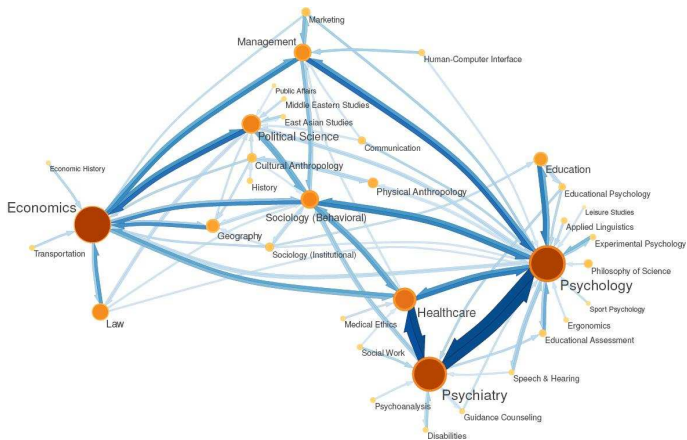 Marketing
Management
Human-Computer Interface
Public Affairs
Middle Eastern Studies
East Asian Studies
Political Science
Communication
Economic History
Cultural Anthropology
Education
History
Physical Anthropology
Educational Psychology
Economics
Leisure Studies
Sociology (Behavioral)
Applied Linguistics
Geography
Experimental Psychology
Transportation
Sociology (Institutional)
Philosophy of Science
Psychology
Sport Psychology
Law
Medical Ethics
Healthcare
Ergonomics
Educational Assessment
Social Work
Speech & Hearing
Psychiatry
Psychoanalysis
Guidance Counseling
Disabilities